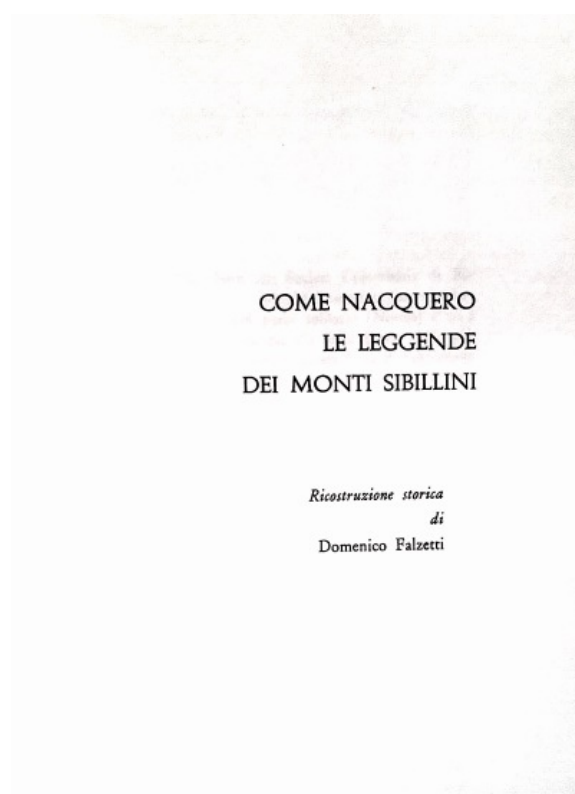 COME NACQUERO
LE LEGGENDE
DEI MONTI SIBILLINI
Ricostruzione storica
di
Domenico Falzetti